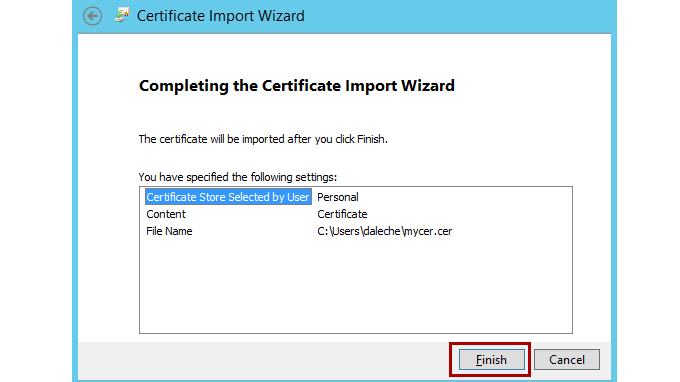 Certificate Import Wizard
Completing the Certificate Import Wizard
The certificate will be imported after you click Finish.
You have specified the following settings:
Certificate Store Selected by User Personal
Content Certificate
File Name C:\Users\daleche\mycer.cer
Finish Cancel